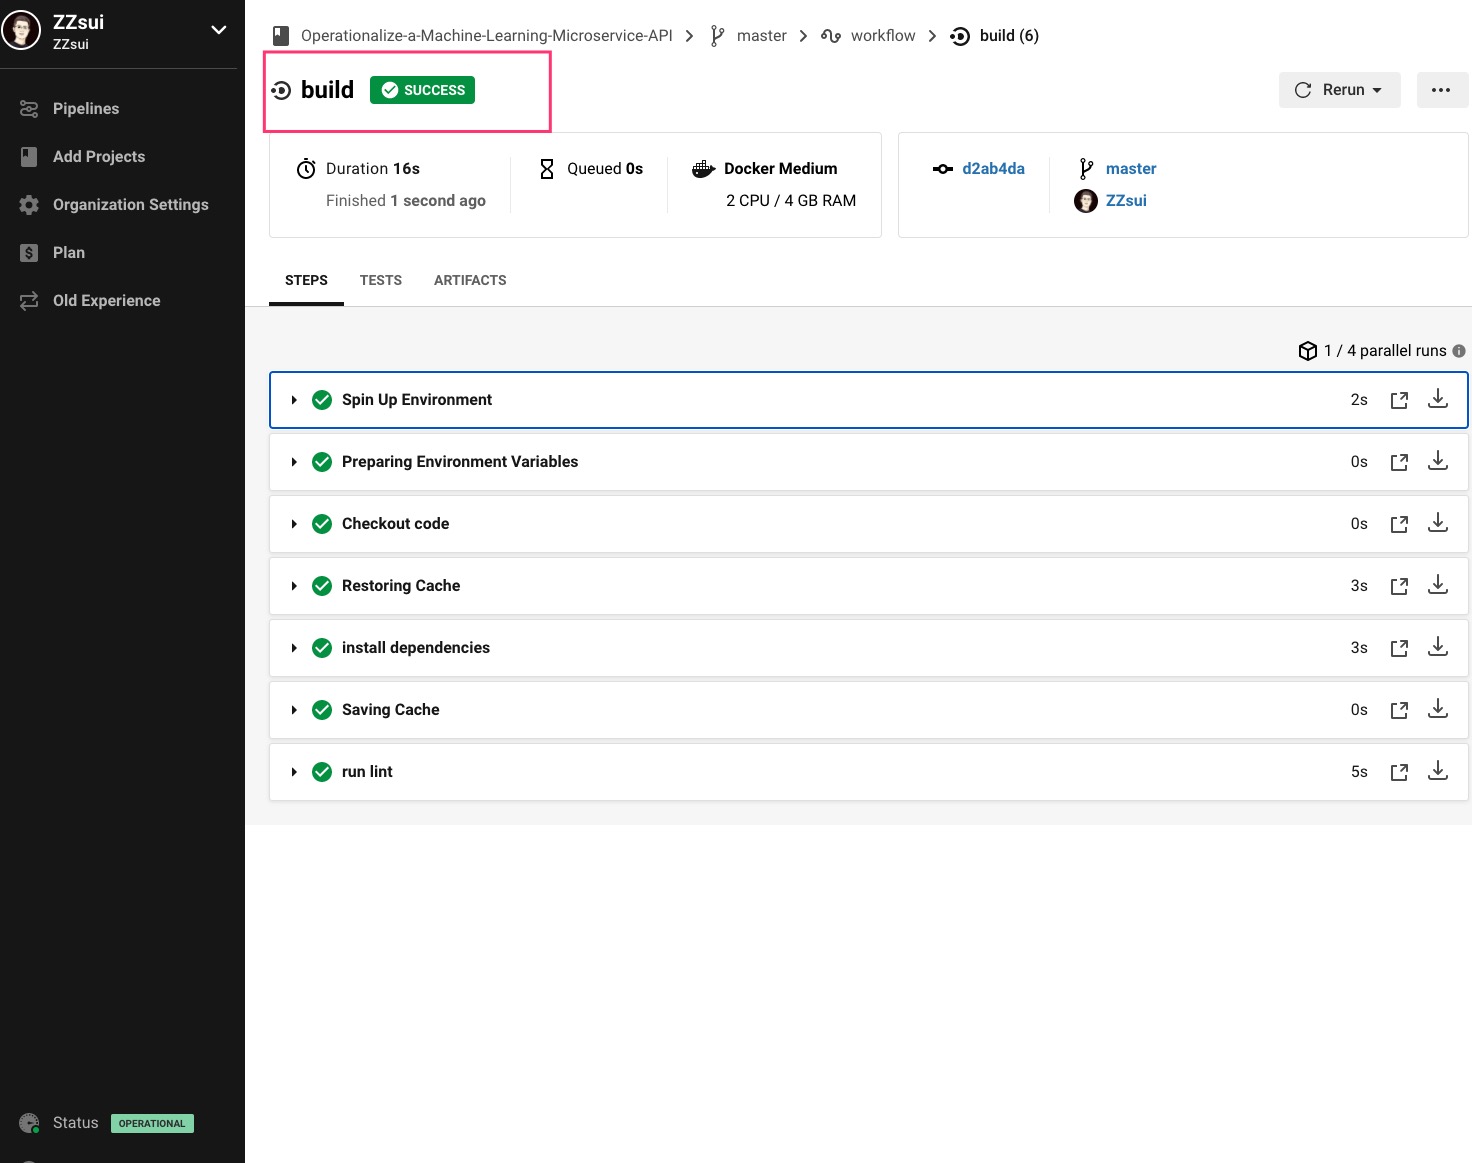 ZZsui
ZZsui
Pipelines
Add Projects
Organization Settings
Plan
Old Experience
Status OPERATIONAL
Operationalize-a-Machine-Learning-Microservice-API master workflow build (6)
build SUCCESS
Rerun
Duration 16s
Finished 1 second ago
Queued 0s
Docker Medium
2 CPU / 4 GB RAM
d2ab4da
master
ZZsui
STEPS TESTS ARTIFACTS
1 / 4 parallel runs
Spin Up Environment 2s
Preparing Environment Variables 0s
Checkout code 0s
Restoring Cache 3s
install dependencies 3s
Saving Cache 0s
run lint 5s